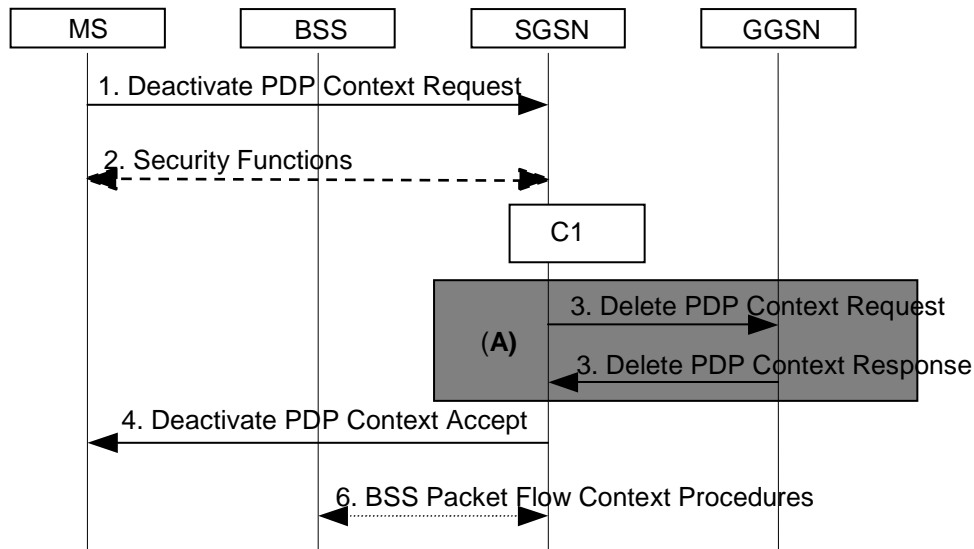 MS BSS SGSN GGSN
1. Deactivate PDP Context Request
2. Security Functions
C1
3. Delete PDP Context Request
(A)
3. Delete PDP Context Response
4. Deactivate PDP Context Accept
6. BSS Packet Flow Context Procedures